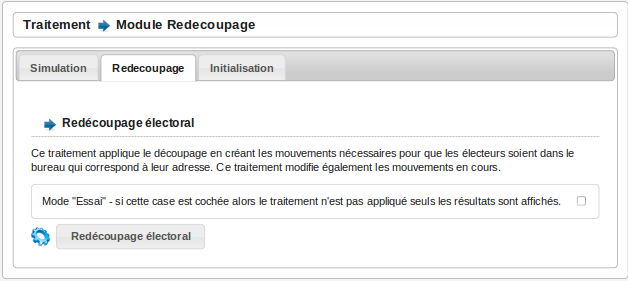 Traitement Module Redecoupage
Simulation Redecoupage Initialisation
Redécoupage électoral
Ce traitement applique le découpage en créant les mouvements nécessaires pour que les électeurs soient dans le
bureau qui correspond à leur adresse. Ce traitement modifie également les mouvements en cours.
Mode "Essai" - si cette case est cochée alors le traitement n'est pas appliqué seuls les résultats sont affichés.
Redécoupage électoral